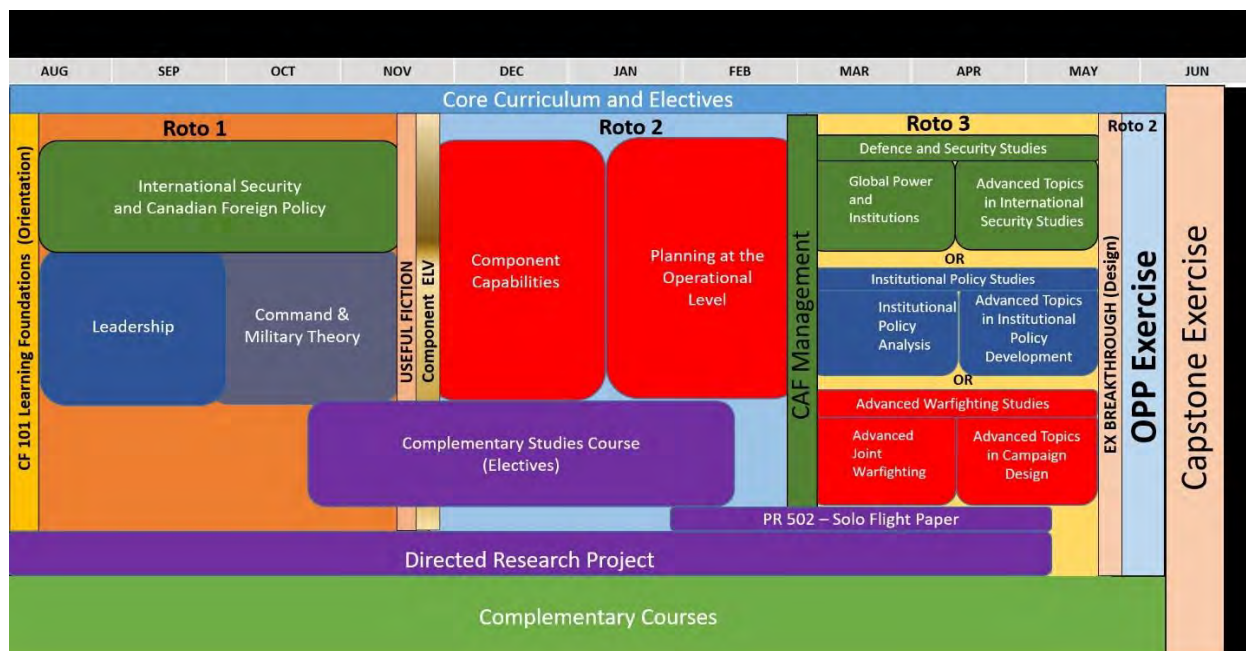 AUG SEP OCT NOV DEC JAN FEB MAR APR MAY JUN
Core Curriculum and Electives
CF 101 Learning Foundations (Orientation)
Roto 1
International Security
and Canadian Foreign Policy
Leadership
Command &
Military Theory
USEFUL FICTION
Component ELV
Roto 2
Component
Capabilities
Planning at the
Operational
Level
Complementary Studies Course
(Electives)
CAF Management
Roto 3
Defence and Security Studies
Global Power
and
Institutions
Advanced Topics
in International
Security Studies
OR
Institutional Policy Studies
Institutional
Policy
Analysis
Advanced Topics
in Institutional
Policy
Development
OR
Advanced Warfighting Studies
Advanced
Joint
Warfighting
Advanced Topics
in Campaign
Design
EX BREAKTHROUGH (Design)
Roto 2
OPP Exercise
Capstone Exercise
PR 502 – Solo Flight Paper
Directed Research Project
Complementary Courses